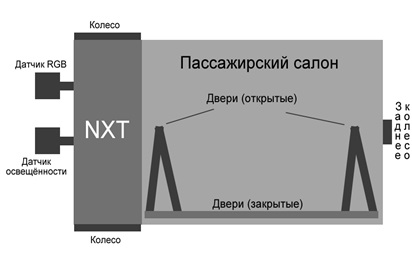 Колесо
Датчик RGB
Пассажирский салон
Двери (открытые)
NXT
Заднее
колесо
Датчик
освещённости
Двери (закрытые)
Колесо